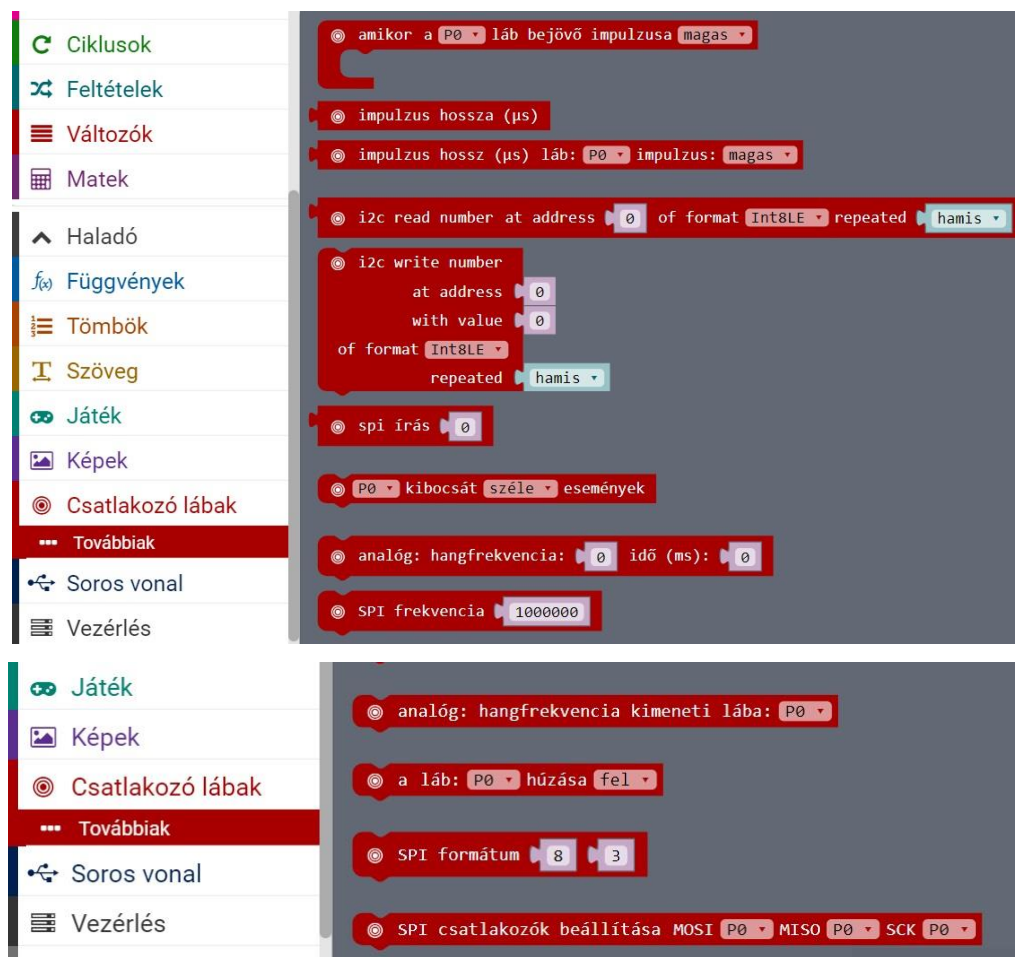 Ciklusok
Feltételek
Változók
Matek
Haladó
Függvények
Tömbök
Szöveg
Játék
Képek
Csatlakozó lábak
Továbbiak
Soros vonal
Vezérlés
amikor a P0 láb bejövő impulzusa magas
impulzus hossza (µs)
impulzus hossz (µs) láb: P0 impulzus: magas
i2c read number at address 0 of format Int8LE repeated hamis
i2c write number
at address 0
with value 0
of format Int8LE
repeated hamis
spi írás 0
P0 kibocsát széle események
analóg: hangfrekvencia: 0 idő (ms): 0
SPI frekvencia 1000000
Játék
Képek
Csatlakozó lábak
Továbbiak
Soros vonal
Vezérlés
analóg: hangfrekvencia kimeneti lába: P0
a láb: P0 húzása fel
SPI formátum 8 3
SPI csatlakozók beállítása MOSI P0 MISO P0 SCK P0